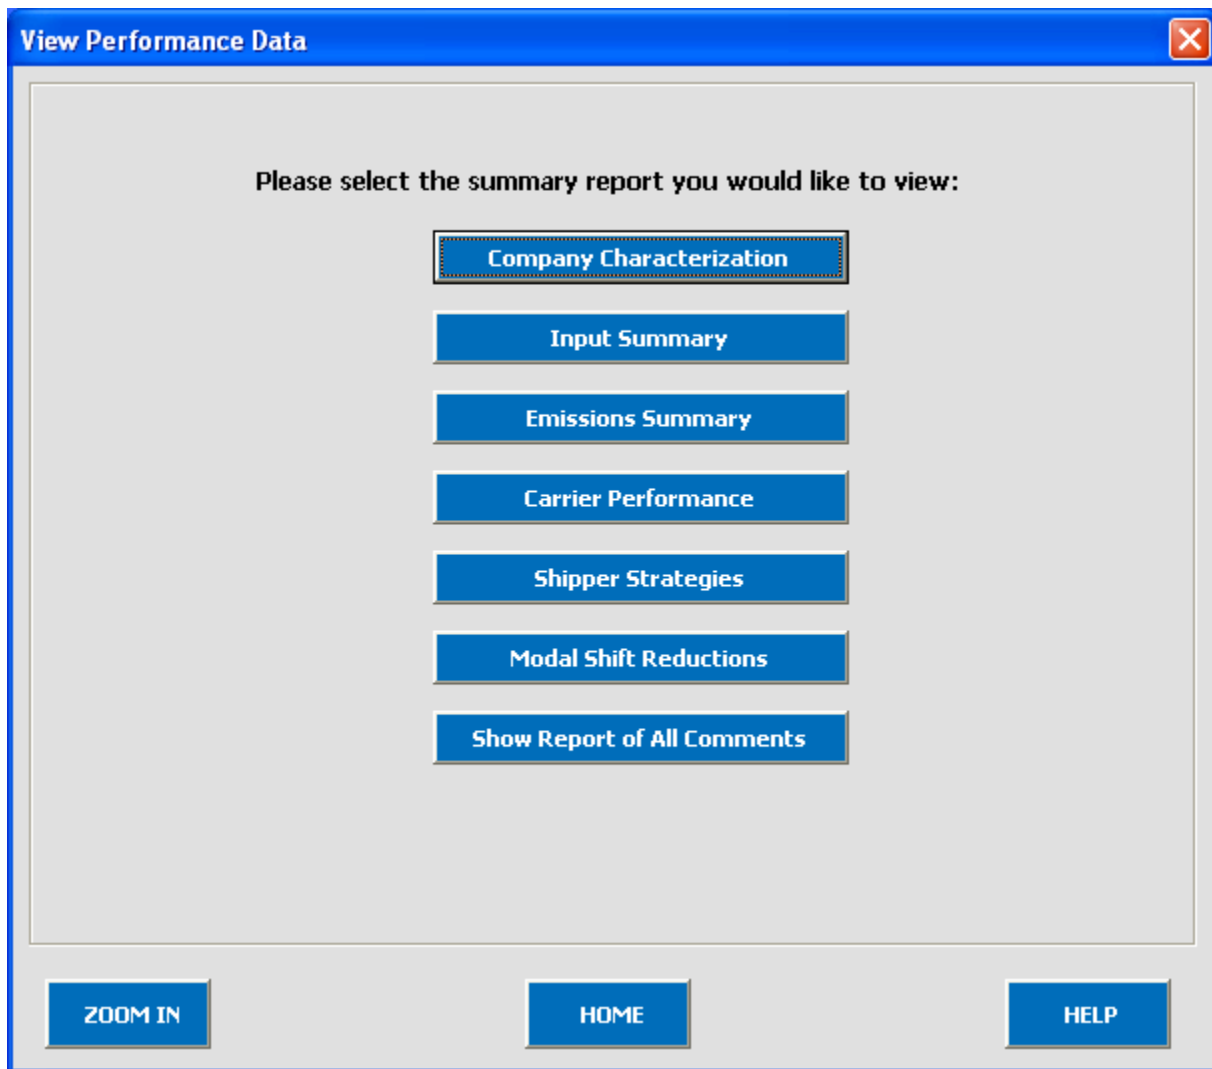 View Performance Data
Please select the summary report you would like to view:
Company Characterization
Input Summary
Emissions Summary
Carrier Performance
Shipper Strategies
Modal Shift Reductions
Show Report of All Comments
ZOOM IN
HOME
HELP